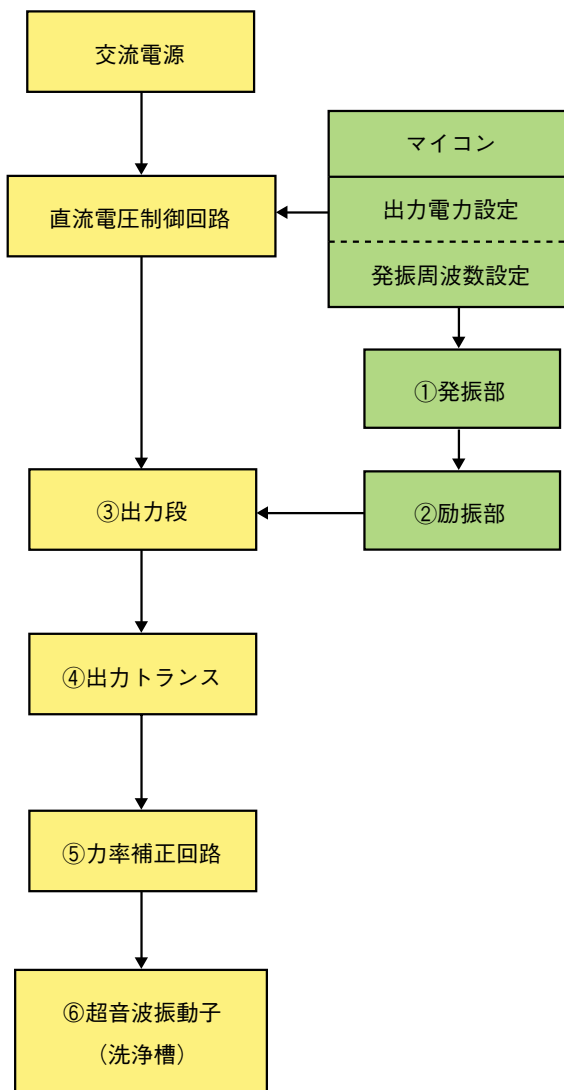 交流電源
マイコン
直流電圧制御回路
出力電力設定
発振周波数設定
①発振部
③出力段
②励振部
④出力トランス
⑤力率補正回路
⑥超音波振動子
(洗浄槽)